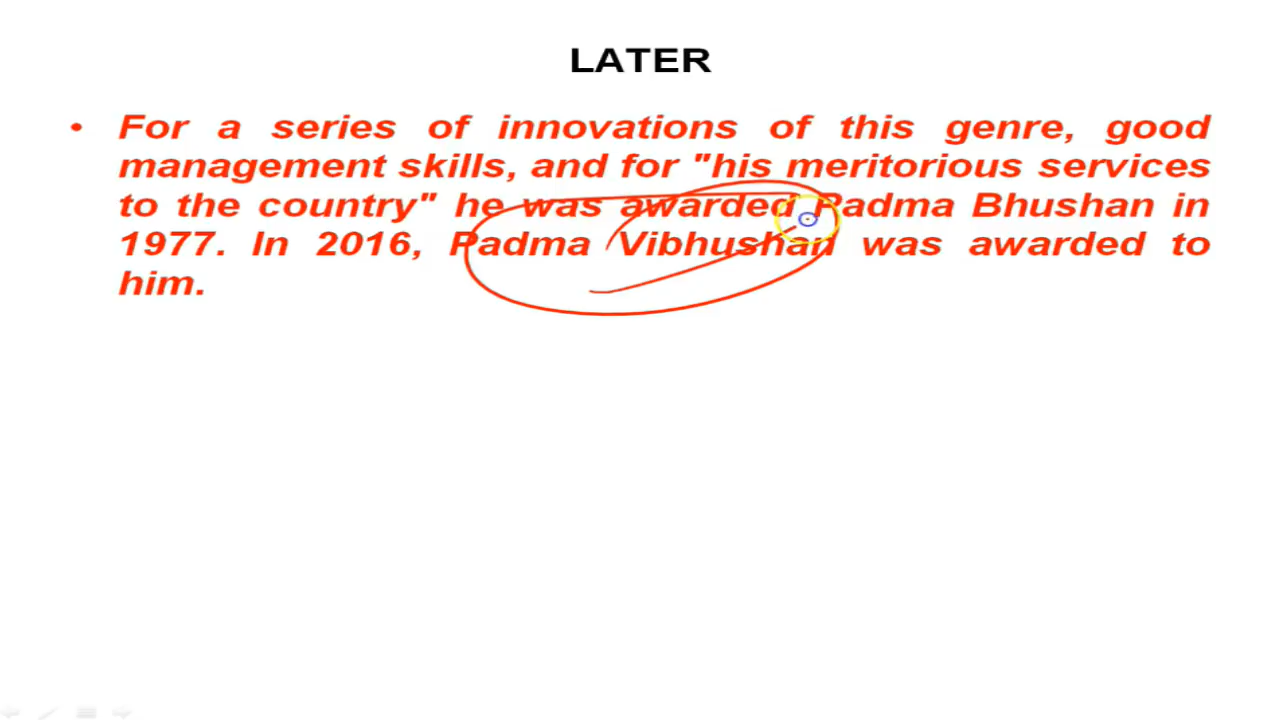 LATER
• For a series of innovations of this genre, good
management skills, and for "his meritorious services
to the country" he was awarded Padma Bhushan in
1977. In 2016, Padma Vibhushan was awarded to
him.